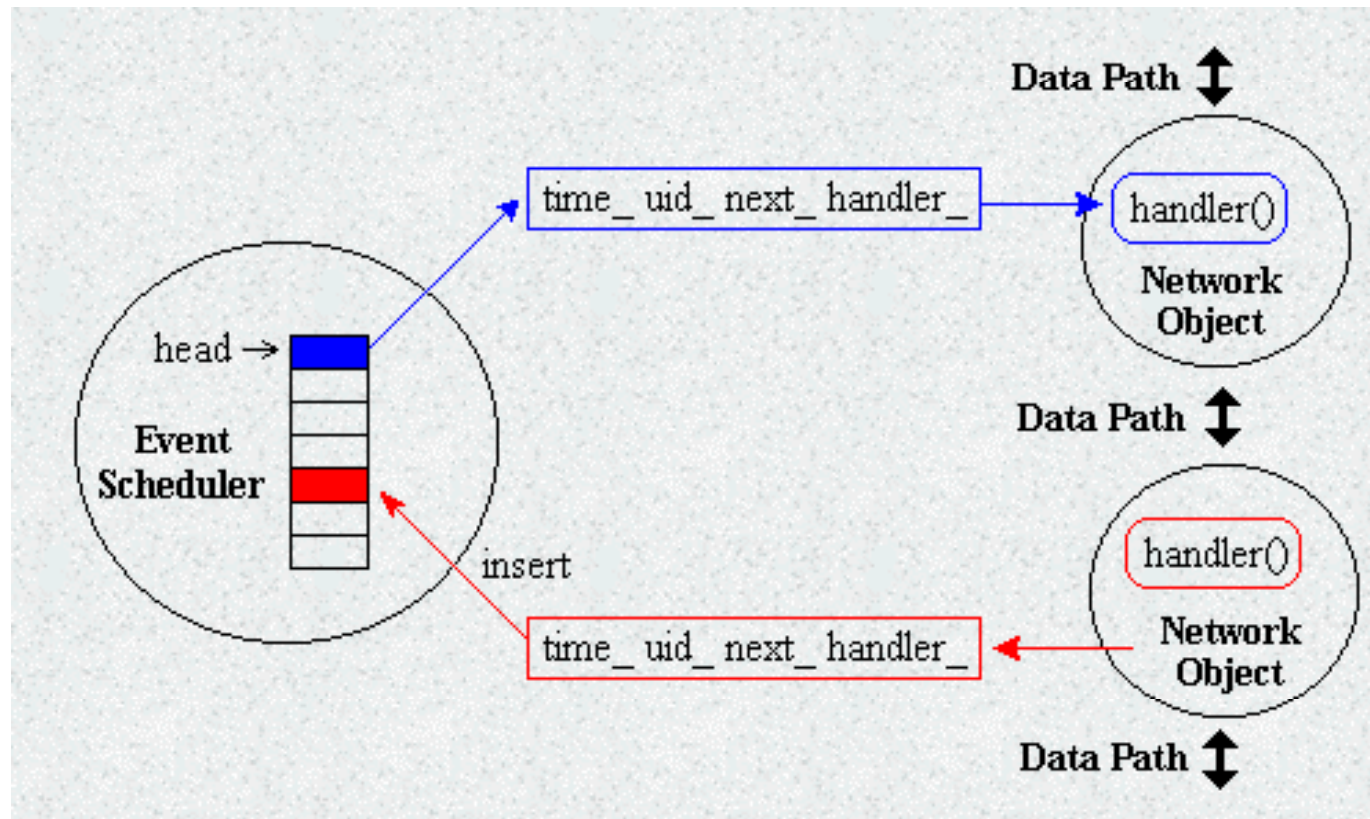 Data Path
time_ uid_ next_ handler_
handler()
Network
Object
head
Event
Scheduler
Data Path
insert
handler()
time_ uid_ next_ handler_
Network
Object
Data Path